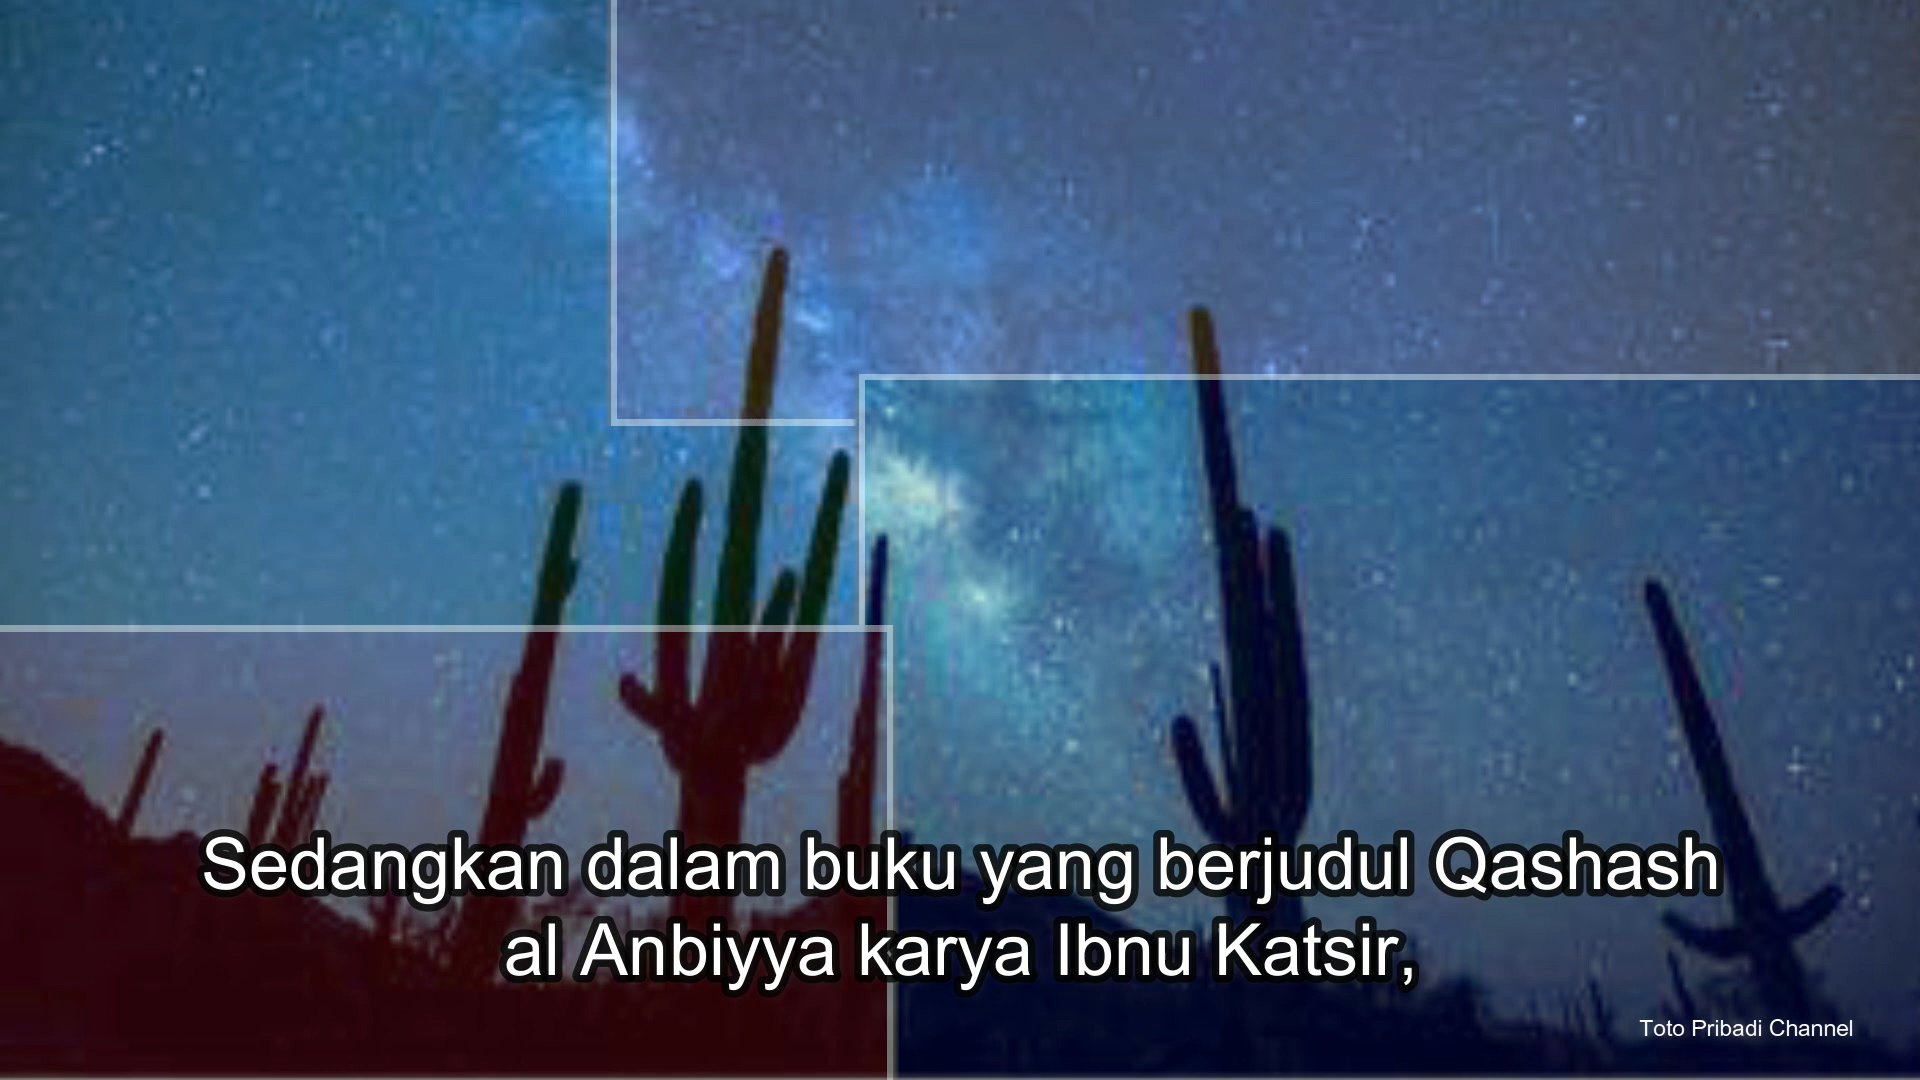 Sedangkan dalam buku yang berjudul Qashash
al Anbiyya karya Ibnu Katsir,
Toto Pribadi Channel